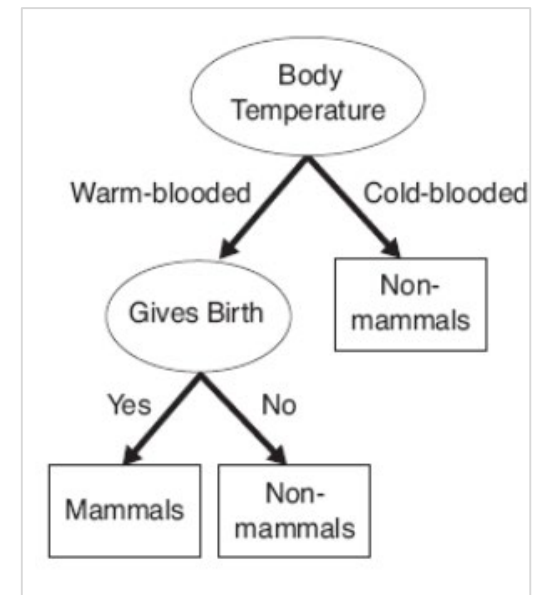 Body
Temperature
Warm-blooded
Cold-blooded
Gives Birth
Non-
mammals
Yes
No
Mammals
Non-
mammals